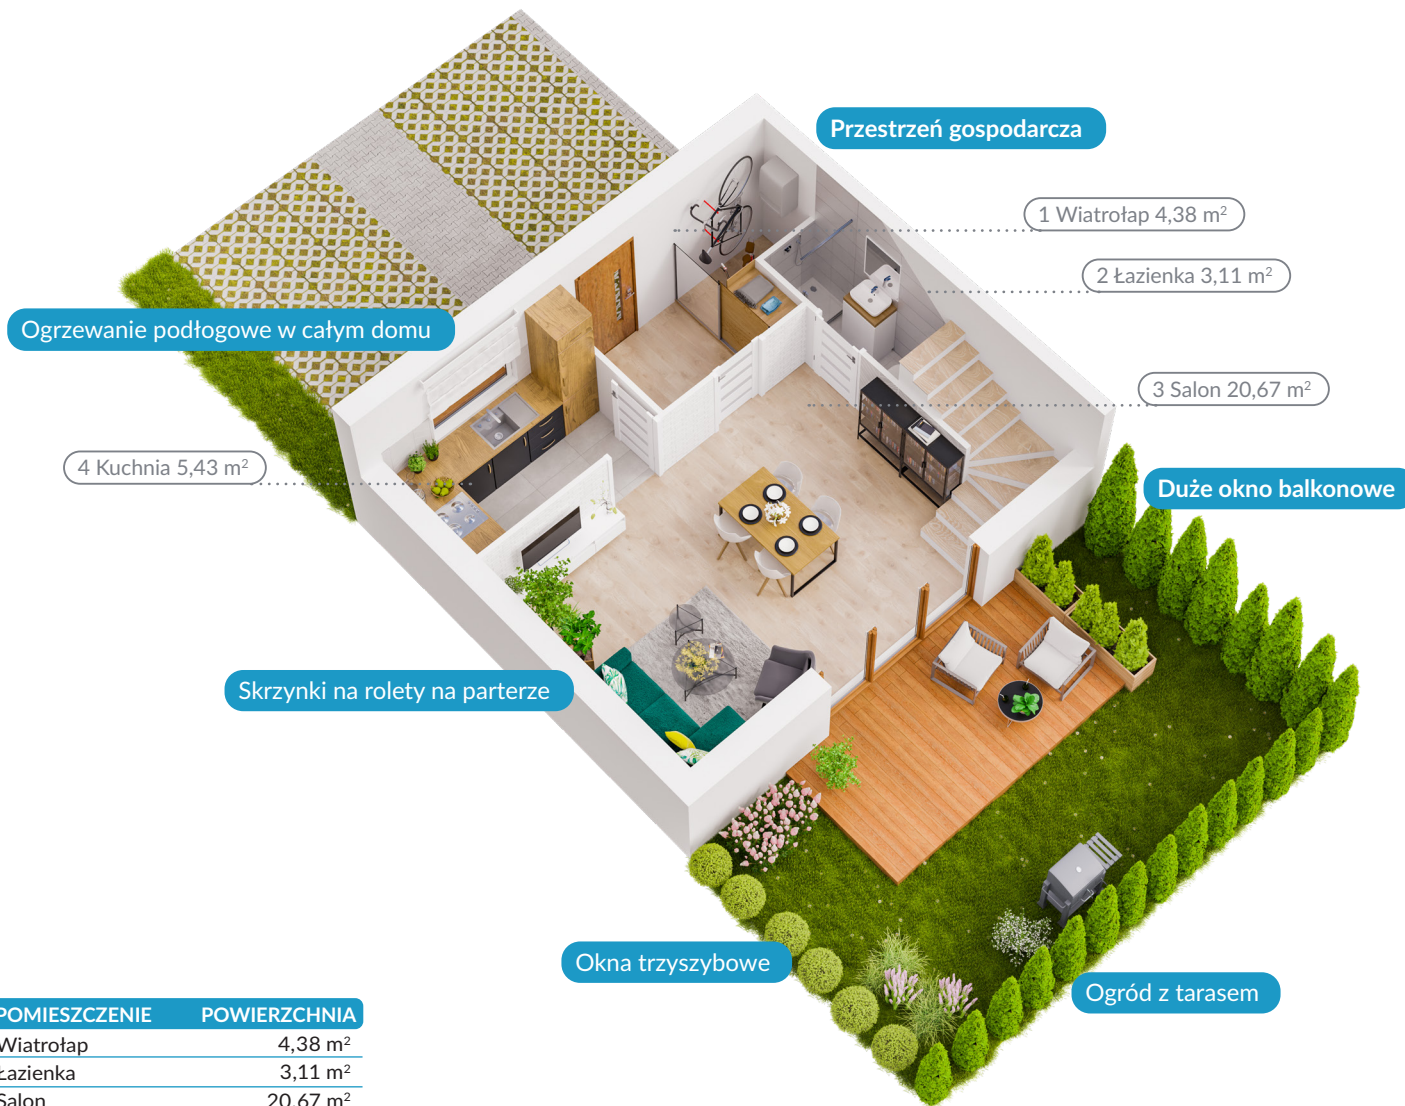 Przestrzeń gospodarcza
1 Wiatrołap 4,38 m²
2 Łazienka 3,11 m²
Ogrzewanie podłogowe w całym domu
3 Salon 20,67 m²
4 Kuchnia 5,43 m²
Duże okno balkonowe
Skrzynki na rolety na parterze
Okna trzyszybowe
Ogród z tarasem
POMIESZCZENIE POWIERZCHNIA
Wiatrołap 4,38 m²
Łazienka 3,11 m²
Salon 20,67 m²